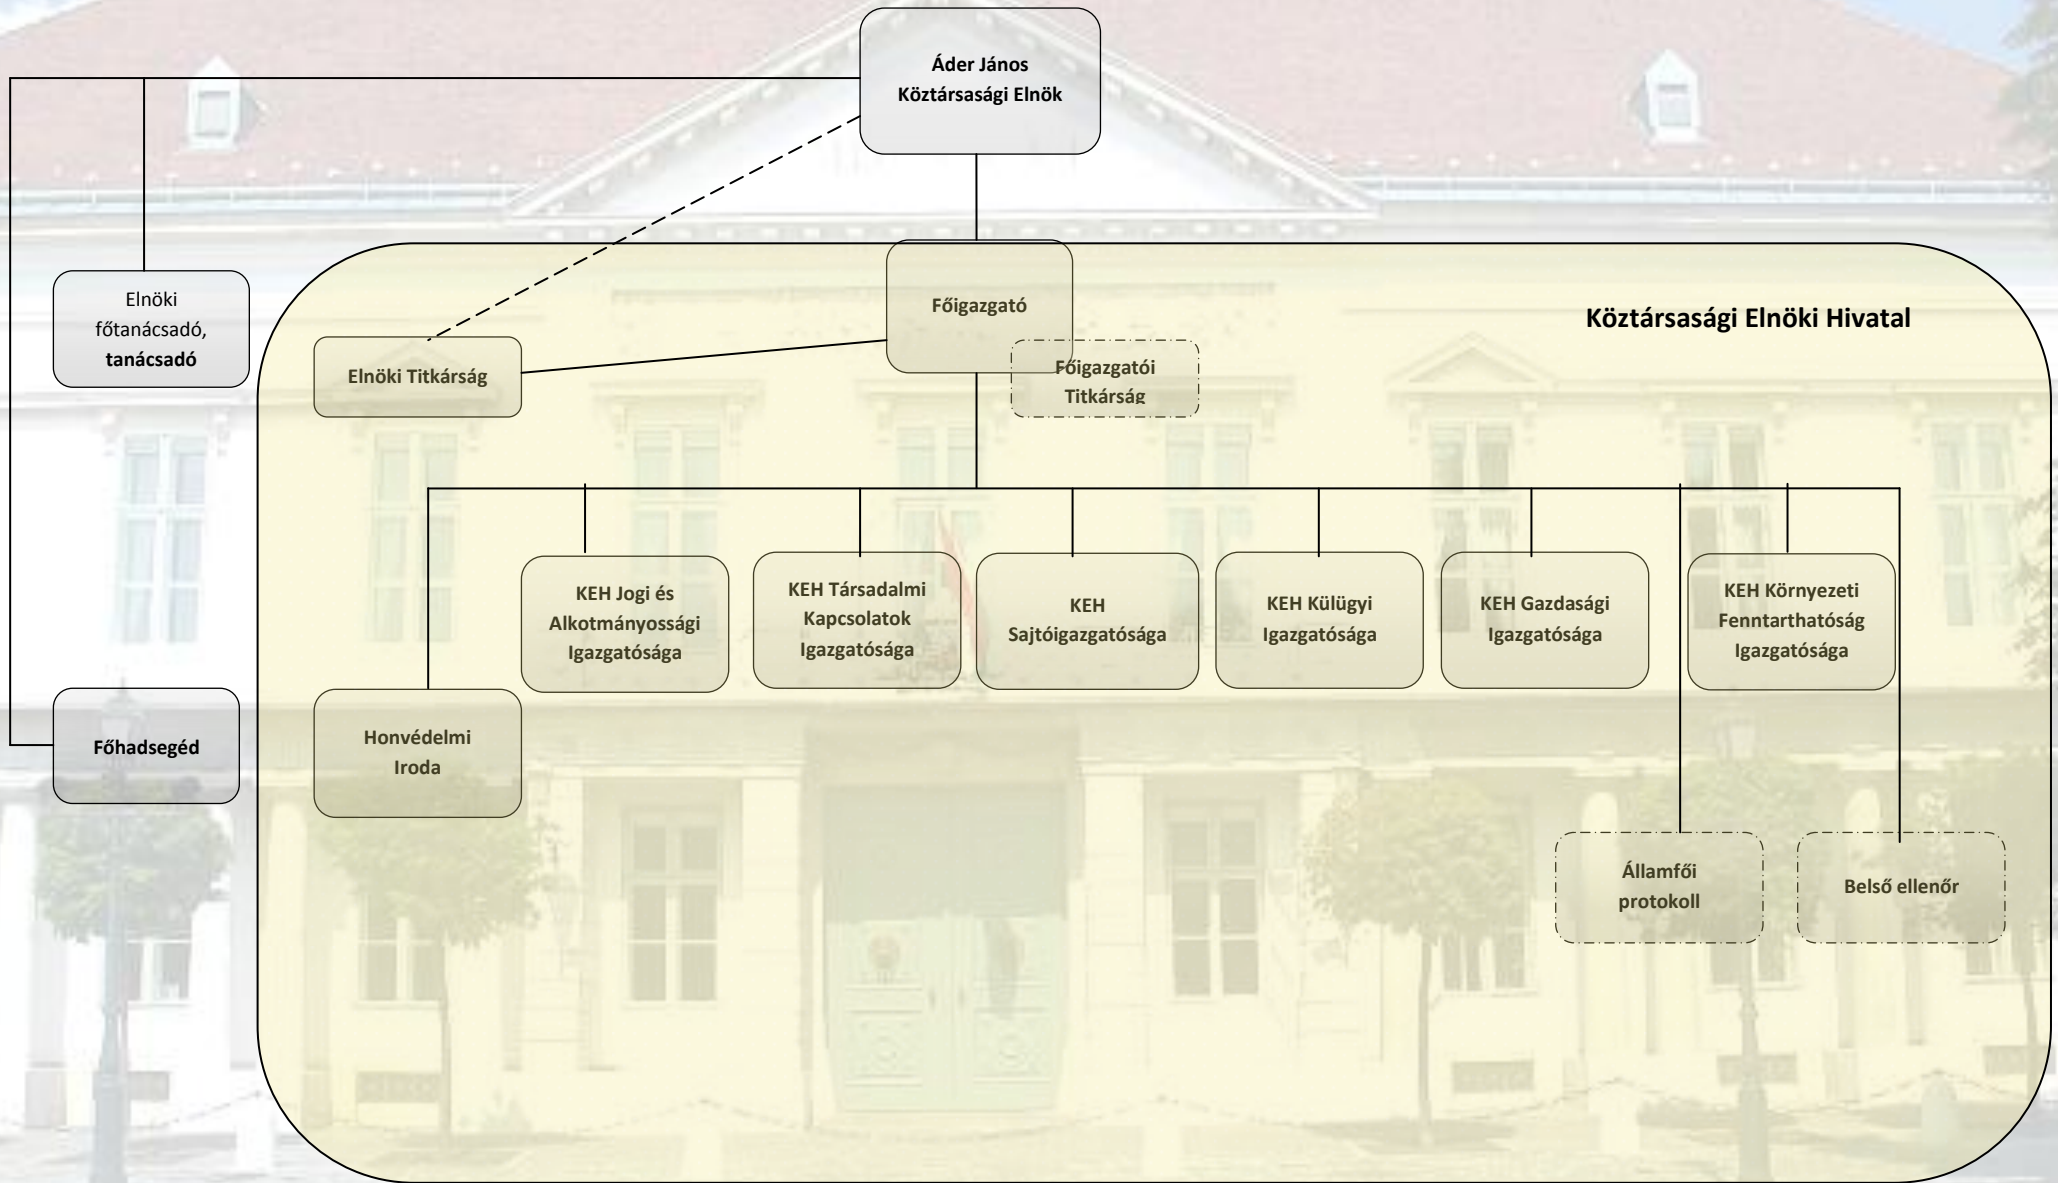 Áder János
Köztársasági Elnök
Elnöki
főtanácsadó,
tanácsadó
Főigazgató
Köztársasági Elnöki Hivatal
Elnöki Titkárság
Főigazgatói
Titkárság
KEH Jogi és
Alkotmányossági
Igazgatósága
KEH Társadalmi
Kapcsolatok
Igazgatósága
KEH
Sajtóigazgatósága
KEH Külügyi
Igazgatósága
KEH Gazdasági
Igazgatósága
KEH Környezeti
Fenntarthatóság
Igazgatósága
Főhadsegéd
Honvédelmi
Iroda
Államfői
protokoll
Belső ellenőr